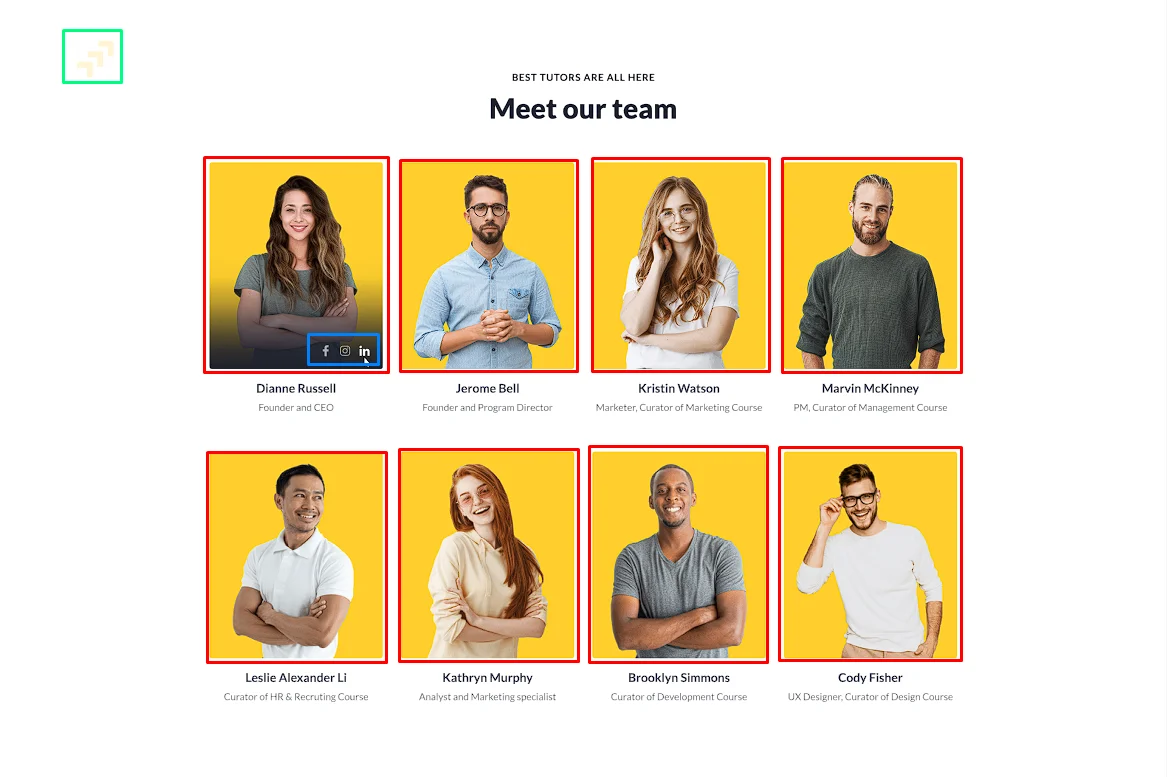 BEST TUTORS ARE ALL HERE
Meet our team
Dianne Russell
Founder and CEO
Jerome Bell
Founder and Program Director
Kristin Watson
Marketer, Curator of Marketing Course
Marvin McKinney
PM, Curator of Management Course
Leslie Alexander Li
Curator of HR & Recruting Course
Kathryn Murphy
Analyst and Marketing specialist
Brooklyn Simmons
Curator of Development Course
Cody Fisher
UX Designer, Curator of Design Course